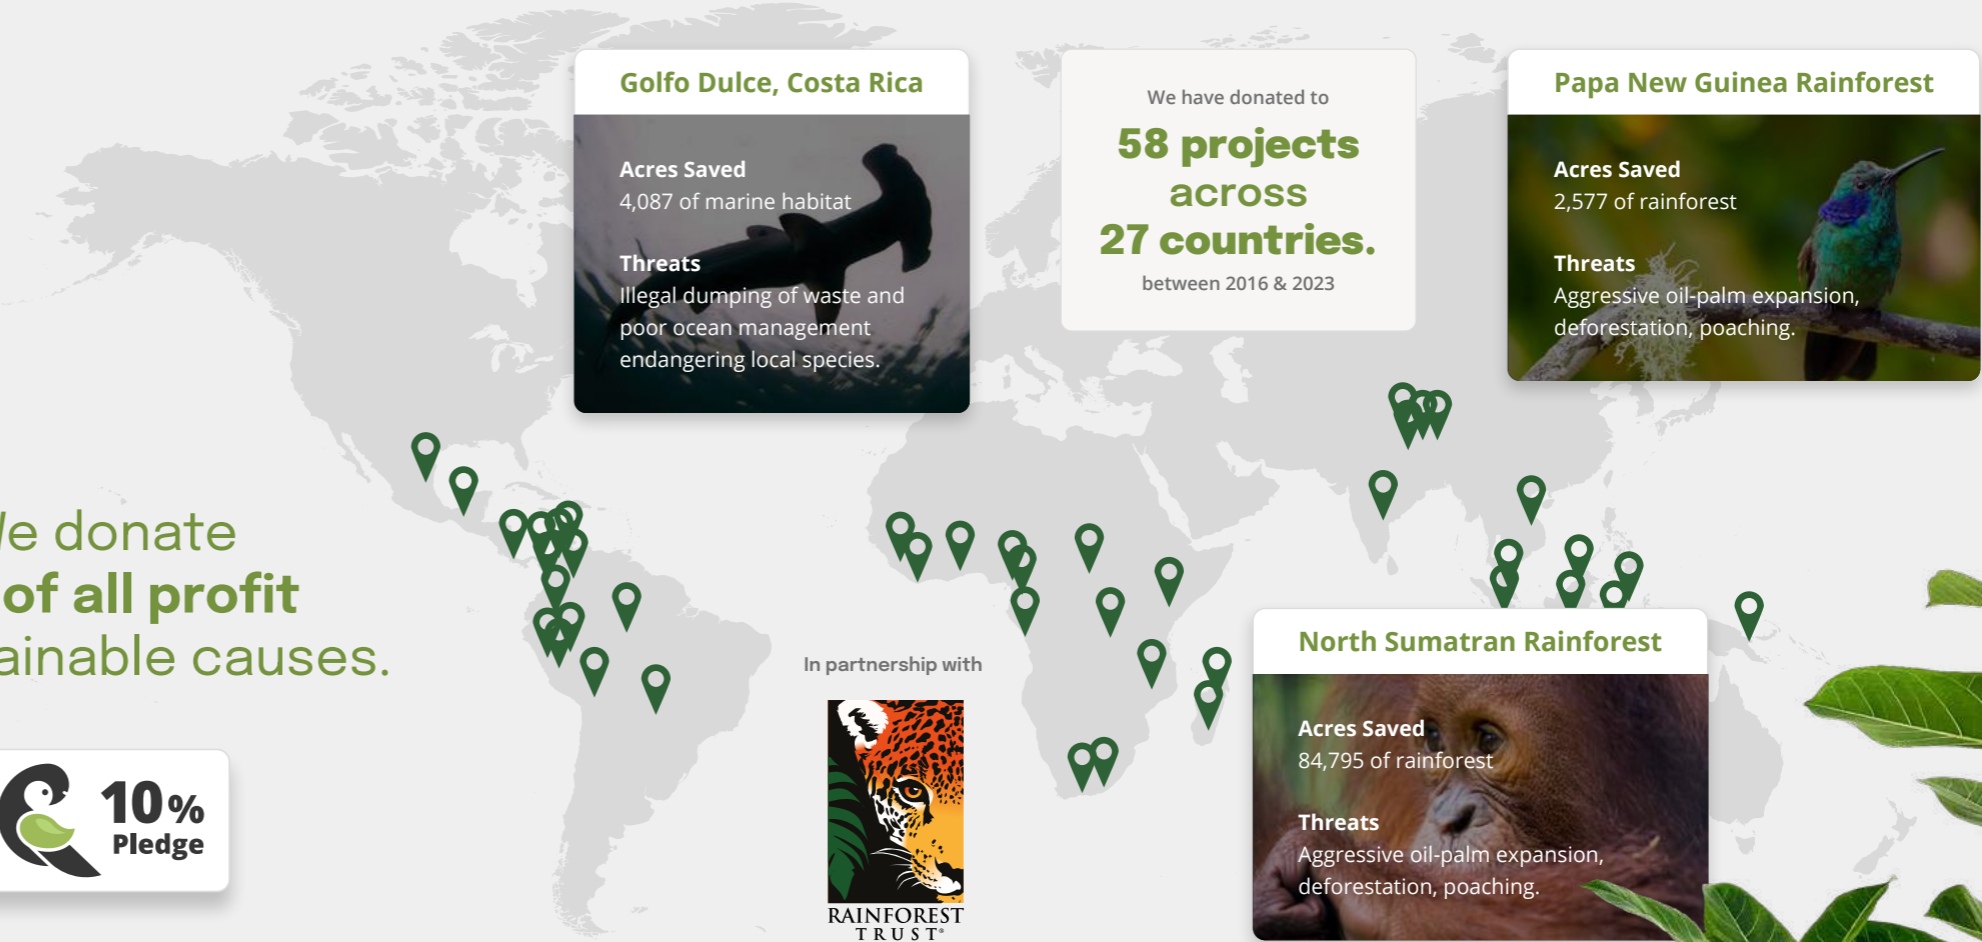 Golfo Dulce, Costa Rica
Acres Saved
4,087 of marine habitat
Threats
Illegal dumping of waste and
poor ocean management
endangering local species.
We have donated to
58 projects
across
27 countries.
between 2016 & 2023
Papa New Guinea Rainforest
Acres Saved
2,577 of rainforest
Threats
Aggressive oil-palm expansion,
deforestation, poaching.
e donate
of all profit
ainable causes.
10%
Pledge
In partnership with
RAINFOREST
TRUST®
North Sumatran Rainforest
Acres Saved
84,795 of rainforest
Threats
Aggressive oil-palm expansion,
deforestation, poaching.